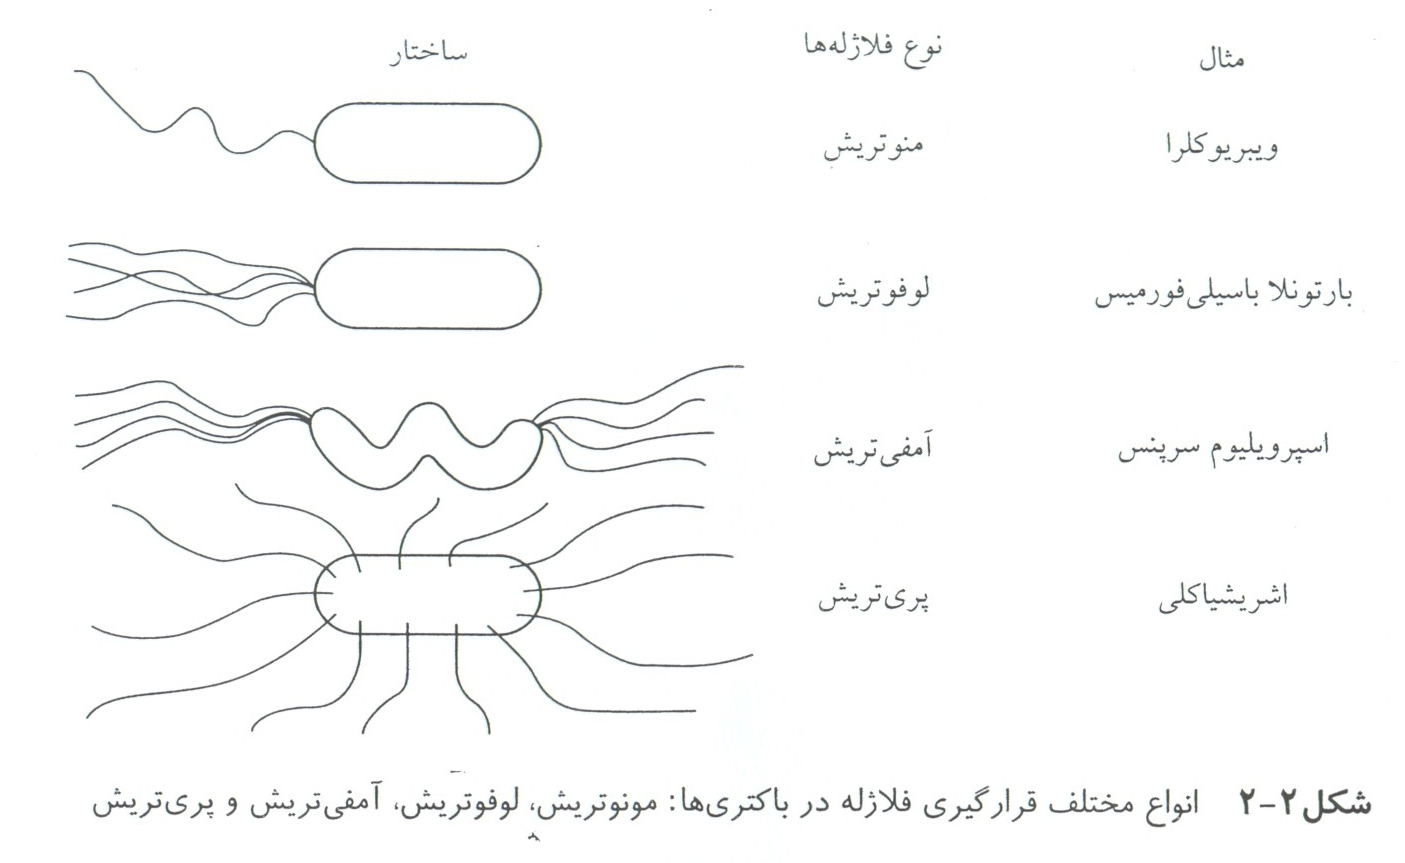 مثال نوع فلاژله‌ها ساختار
ویبریوکلرا منوتریش
بارتونلا باسیلی‌فورمیس لوفوتریش
اسپرویلیوم سرپنس آمفی‌تریش
اشریشیاکلی پری‌تریش
شکل ۲-۲ انواع مختلف قرارگیری فلاژله در باکتری‌ها: مونوتریش، لوفوتریش، آمفی‌تریش و پری‌تریش